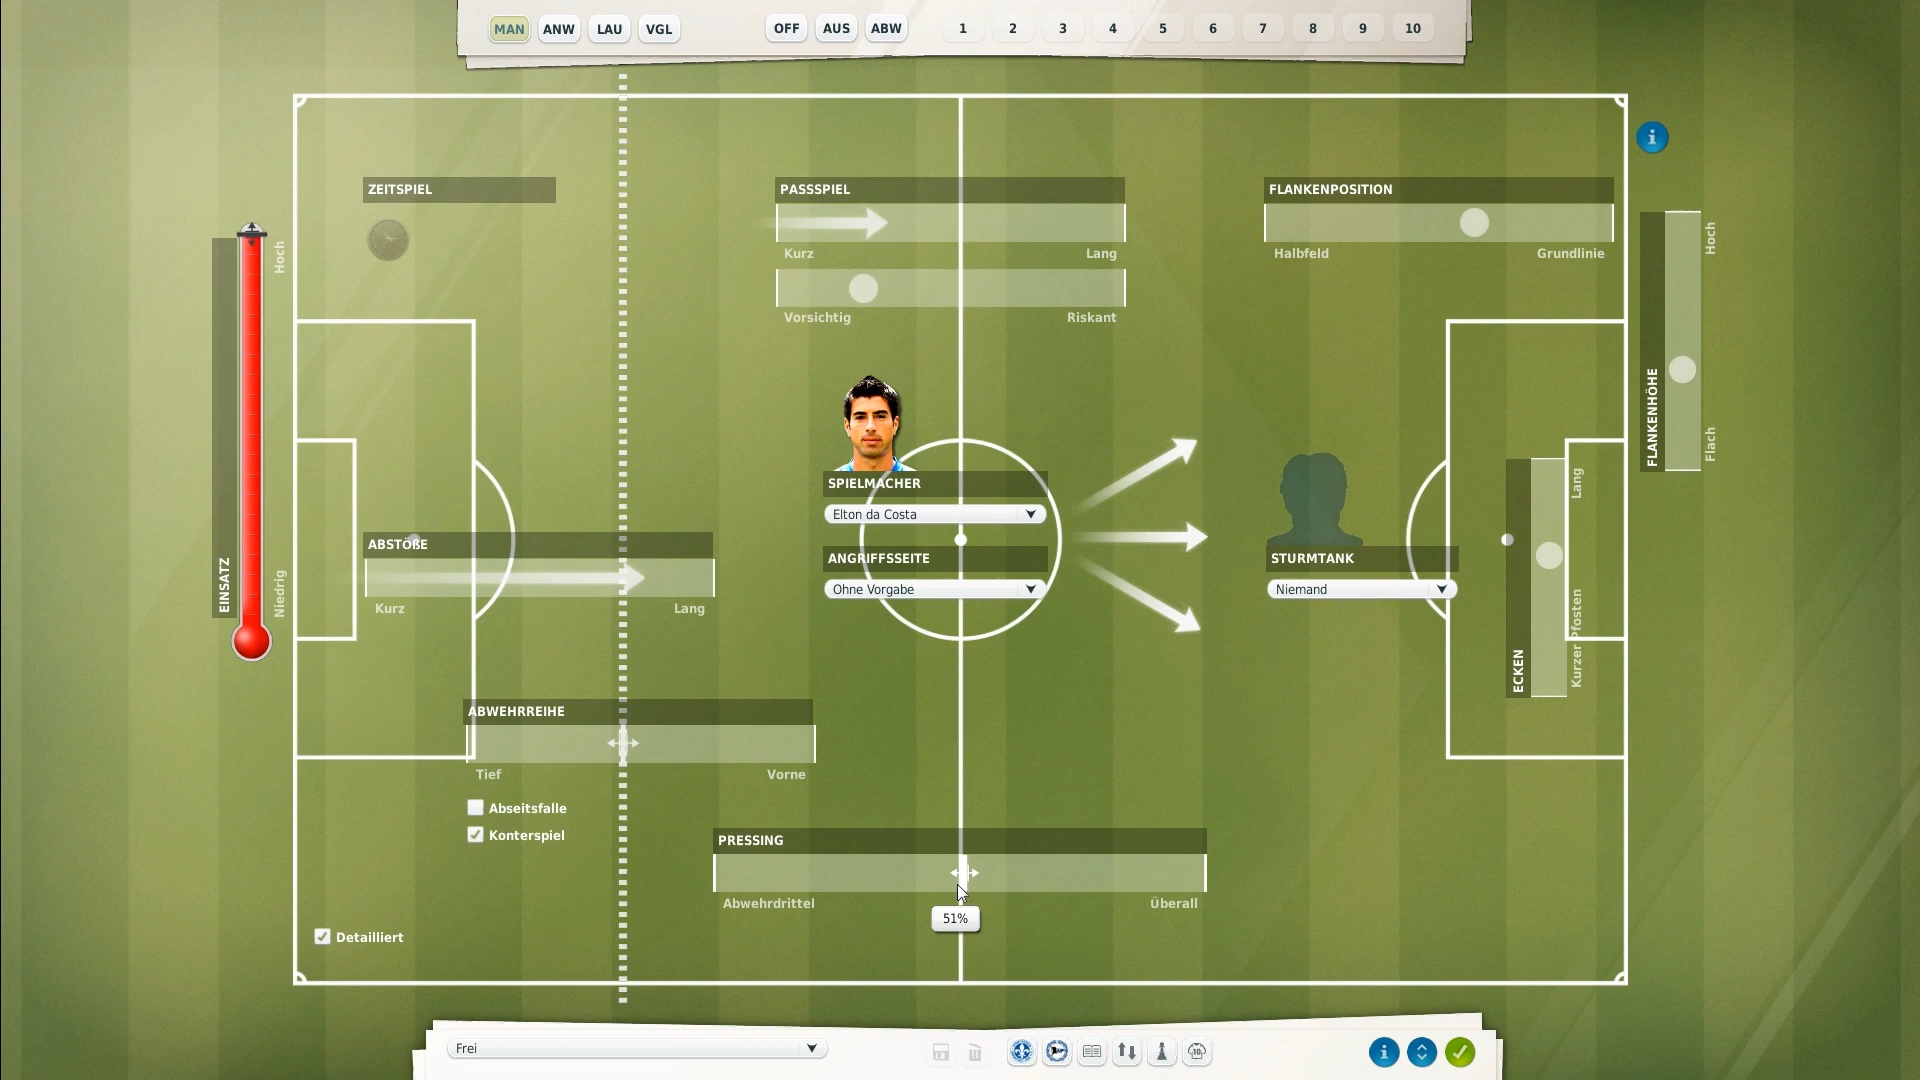 MAN ANW LAU VGL OFF AUS ABW 1 2 3 4 5 6 7 8 9 10
ZEITSPIEL
PASSSPIEL
Kurz Lang
Vorsichtig Riskant
FLANKENPOSITION
Halbfeld Grundlinie
Hoch
EINSATZ
Niedrig
Hoch
FLANKENHÖHE
Flach
SPIELMACHER
Elton da Costa
ANGRIFFSSEITE
Ohne Vorgabe
STURMTANK
Niemand
Lang
ECKEN
Kurzer Pfosten
ABSTÖßE
Kurz Lang
ABWEHRREIHE
Tief Vorne
Abseitsfalle
Konterspiel
PRESSING
Abwehrdrittel Überall
51%
Detailliert
Frei
10